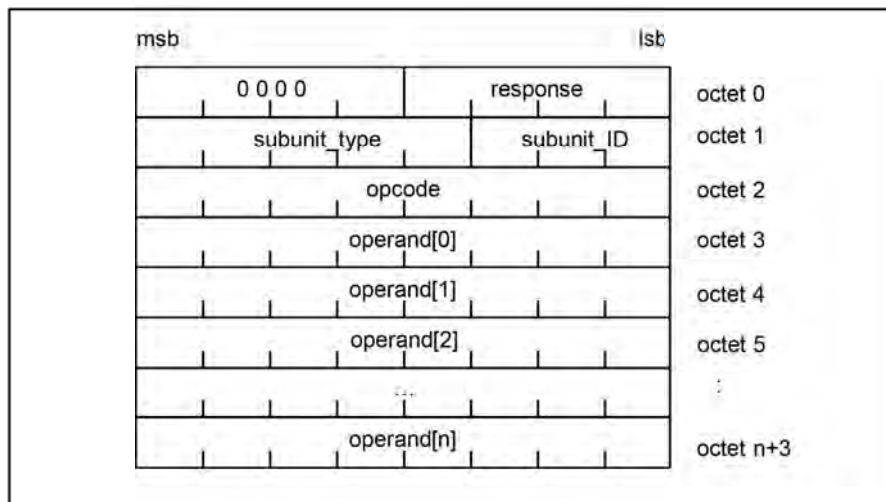 msb lsb
0 0 0 0 response octet 0
subunit_type subunit_ID octet 1
opcode octet 2
operand[0] octet 3
operand[1] octet 4
operand[2] octet 5
... :
operand[n] octet n+3